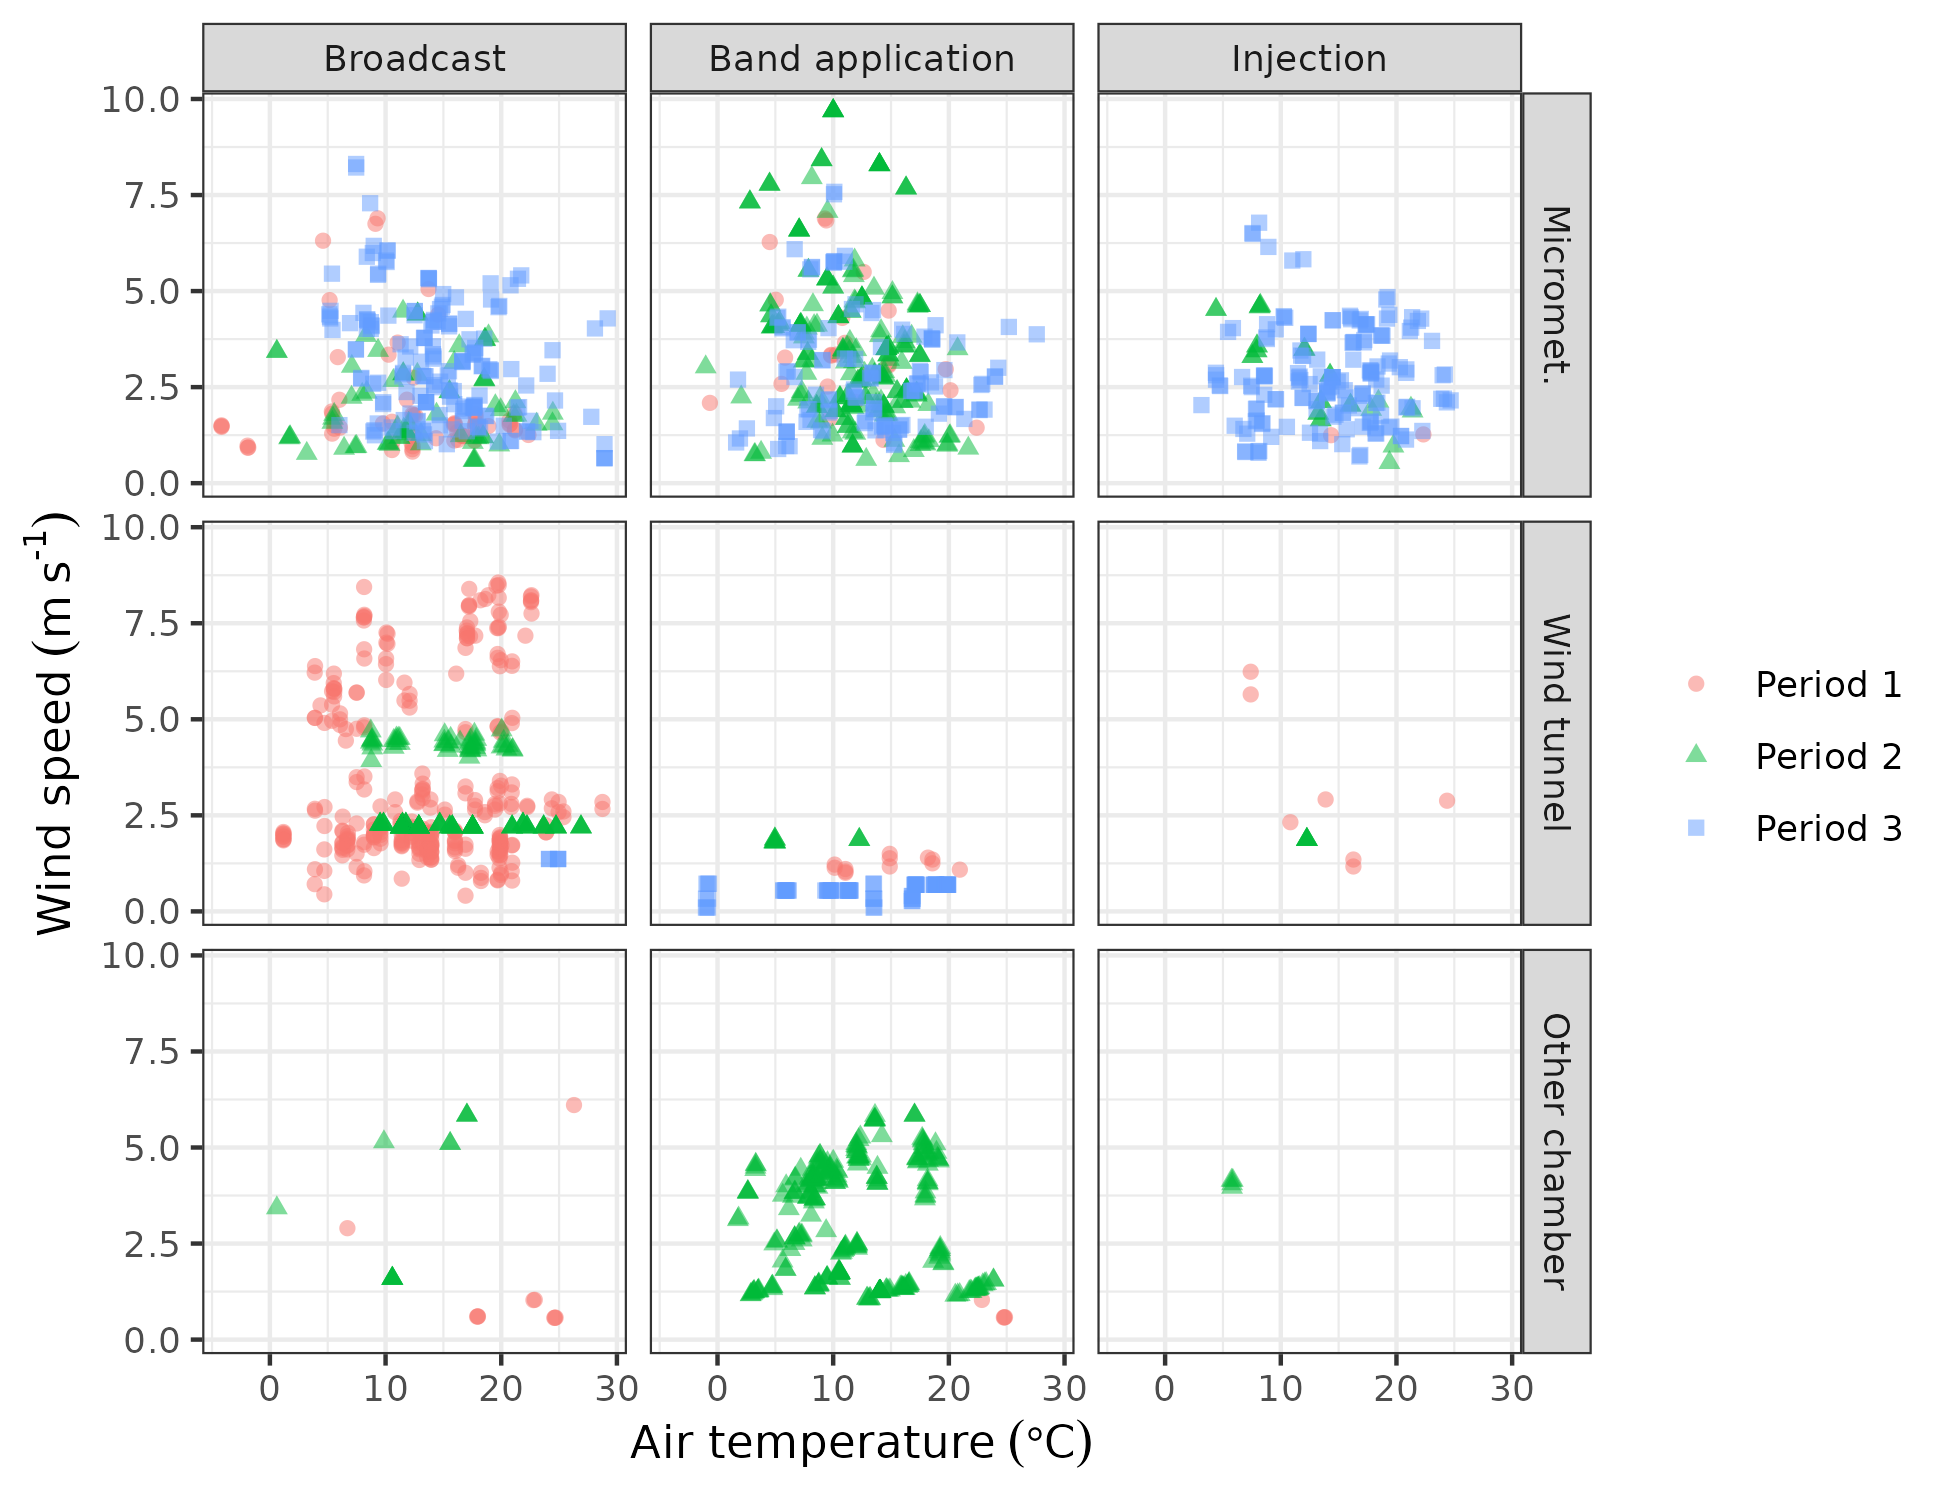 Broadcast
Band application
Injection
10.0
7.5
5.0
2.5
0.0
Micromet.
10.0
7.5
5.0
2.5
0.0
Wind tunnel
10.0
7.5
5.0
2.5
0.0
Other chamber
0 10 20 30
0 10 20 30
0 10 20 30
Air temperature (°C)
Wind speed (m s⁻¹)
Period 1
Period 2
Period 3